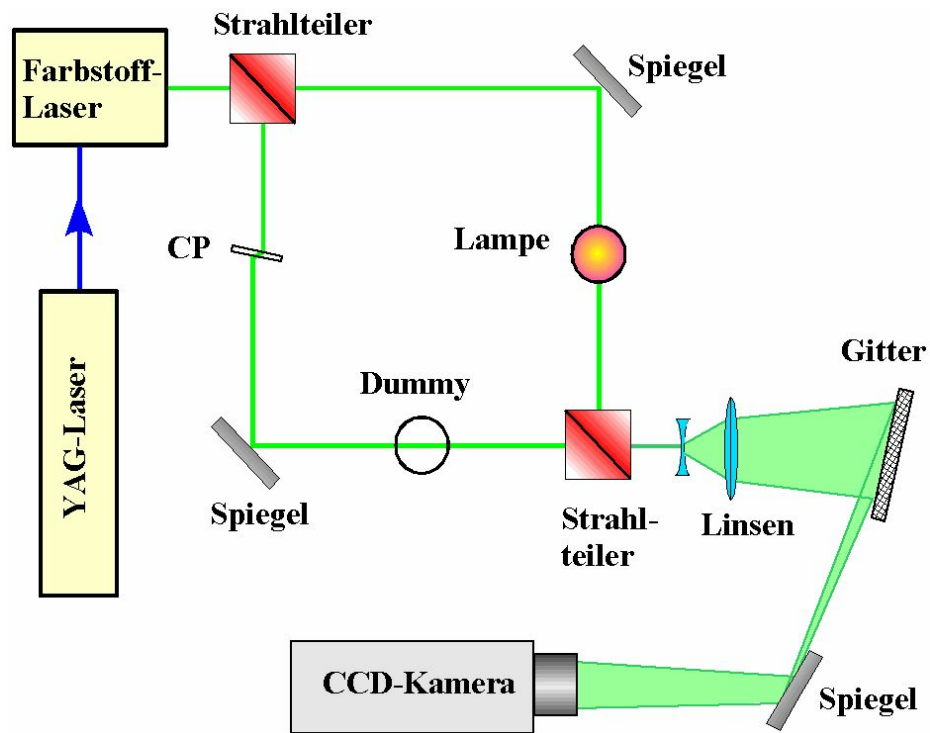 Strahlteiler
Farbstoff-
Laser
Spiegel
CP
Lampe
YAG-Laser
Dummy
Gitter
Spiegel
Strahl-
teiler
Linsen
CCD-Kamera
Spiegel